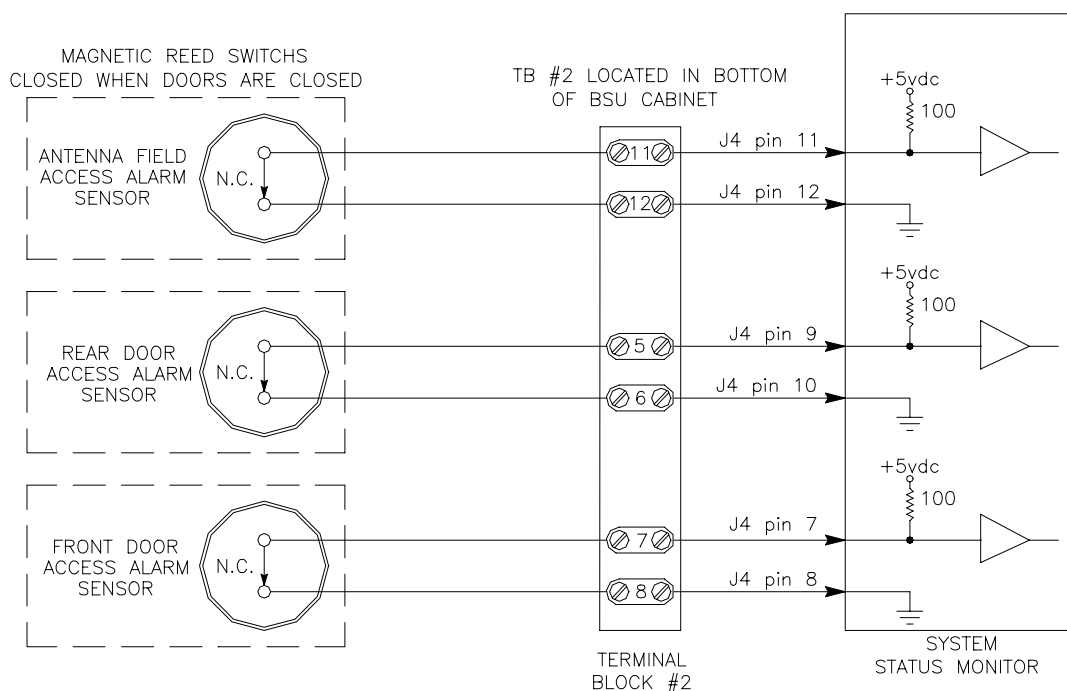 MAGNETIC REED SWITCHS
CLOSED WHEN DOORS ARE CLOSED
TB #2 LOCATED IN BOTTOM
OF BSU CABINET
ANTENNA FIELD
ACCESS ALARM
SENSOR
N.C.
11
12
J4 pin 11
J4 pin 12
+5vdc
100
REAR DOOR
ACCESS ALARM
SENSOR
N.C.
5
6
J4 pin 9
J4 pin 10
+5vdc
100
FRONT DOOR
ACCESS ALARM
SENSOR
N.C.
7
8
J4 pin 7
J4 pin 8
+5vdc
100
TERMINAL
BLOCK #2
SYSTEM
STATUS MONITOR